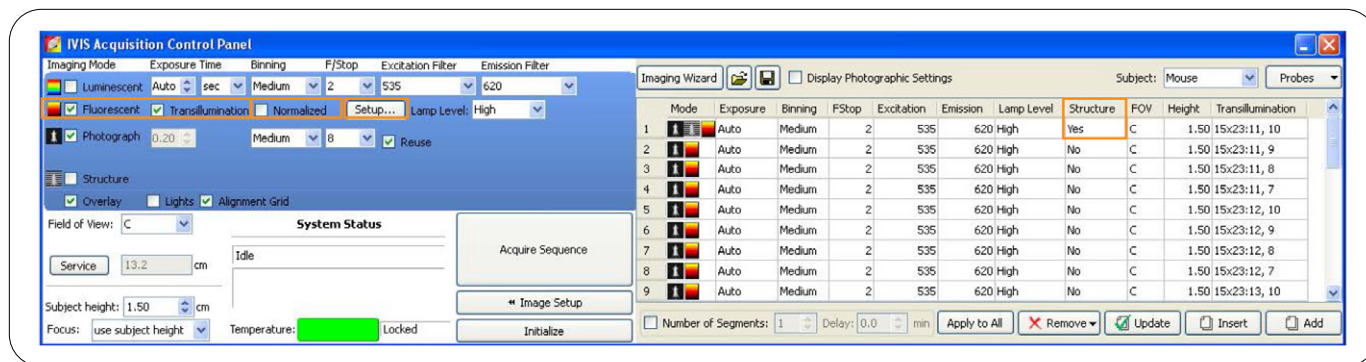 IVIS Acquisition Control Panel
Imaging Mode Exposure Time Binning F/Stop Excitation Filter Emission Filter
Luminescent Auto sec Medium 2 535 620
Fluorescent Transillumination Normalized Setup... Lamp Level: High
Photograph 0.20 Medium 8 Reuse
Structure
Overlay Lights Alignment Grid
Field of View: C System Status
Idle
Service 13.2 cm
Acquire Sequence
Subject height: 1.50 cm
Image Setup
Focus: use subject height Temperature: Locked Initialize
Imaging Wizard Display Photographic Settings Subject: Mouse Probes
Mode Exposure Binning FStop Excitation Emission Lamp Level Structure FOV Height Transillumination
1 Auto Medium 2 535 620 High Yes C 1.50 15x23:11, 10
2 Auto Medium 2 535 620 High No C 1.50 15x23:11, 9
3 Auto Medium 2 535 620 High No C 1.50 15x23:11, 8
4 Auto Medium 2 535 620 High No C 1.50 15x23:11, 7
5 Auto Medium 2 535 620 High No C 1.50 15x23:12, 10
6 Auto Medium 2 535 620 High No C 1.50 15x23:12, 9
7 Auto Medium 2 535 620 High No C 1.50 15x23:12, 8
8 Auto Medium 2 535 620 High No C 1.50 15x23:12, 7
9 Auto Medium 2 535 620 High No C 1.50 15x23:13, 10
Number of Segments: 1 Delay: 0.0 min Apply to All Remove Update Insert Add